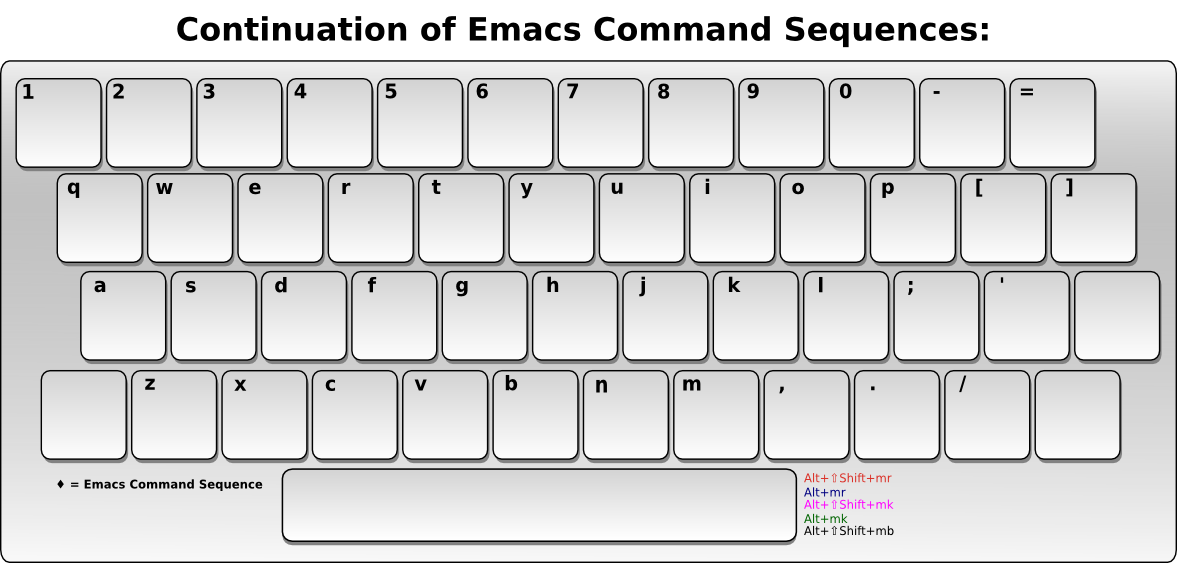 Continuation of Emacs Command Sequences:
1 2 3 4 5 6 7 8 9 0 - =
q w e r t y u i o p [ ]
a s d f g h j k l ; '
z x c v b n m , . /
♦ = Emacs Command Sequence
Alt+⇧Shift+mr
Alt+mr
Alt+⇧Shift+mk
Alt+mk
Alt+⇧Shift+mb